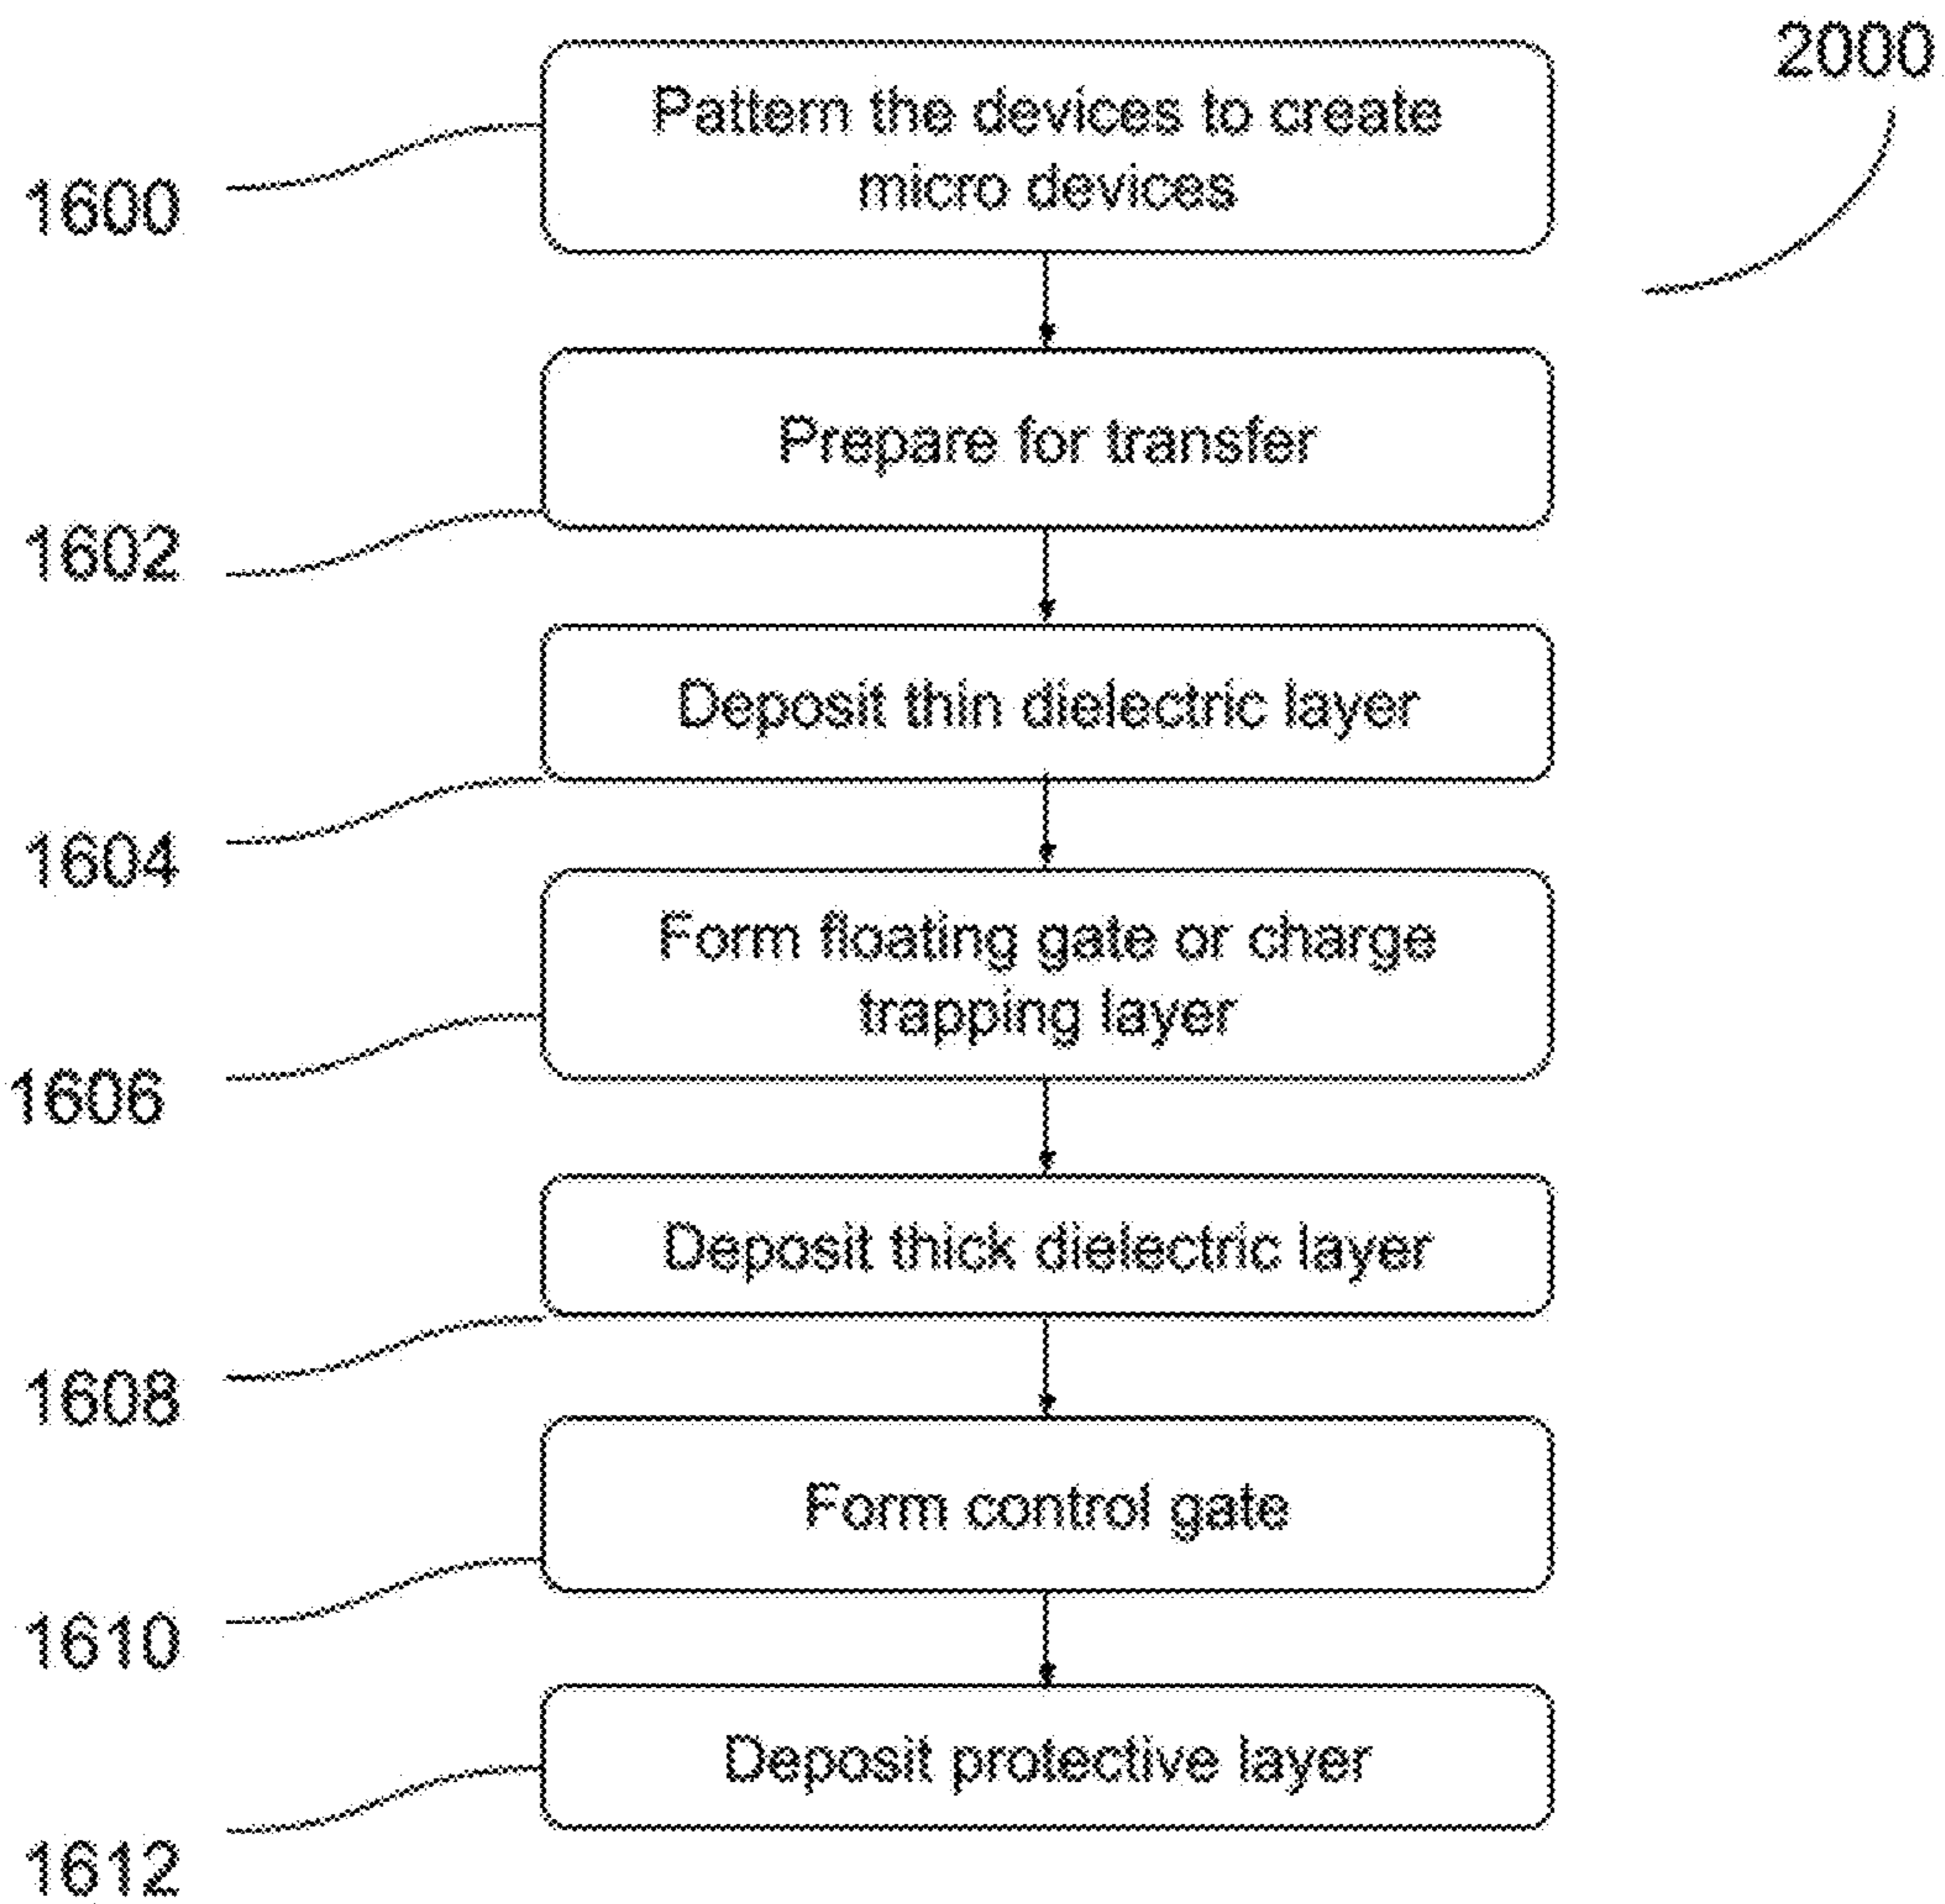 2000
Pattern the devices to create
micro devices
1600
Prepare for transfer
1602
Deposit thin dielectric layer
1604
Form floating gate or charge
trapping layer
1606
Deposit thick dielectric layer
1608
Form control gate
1610
Deposit protective layer
1612